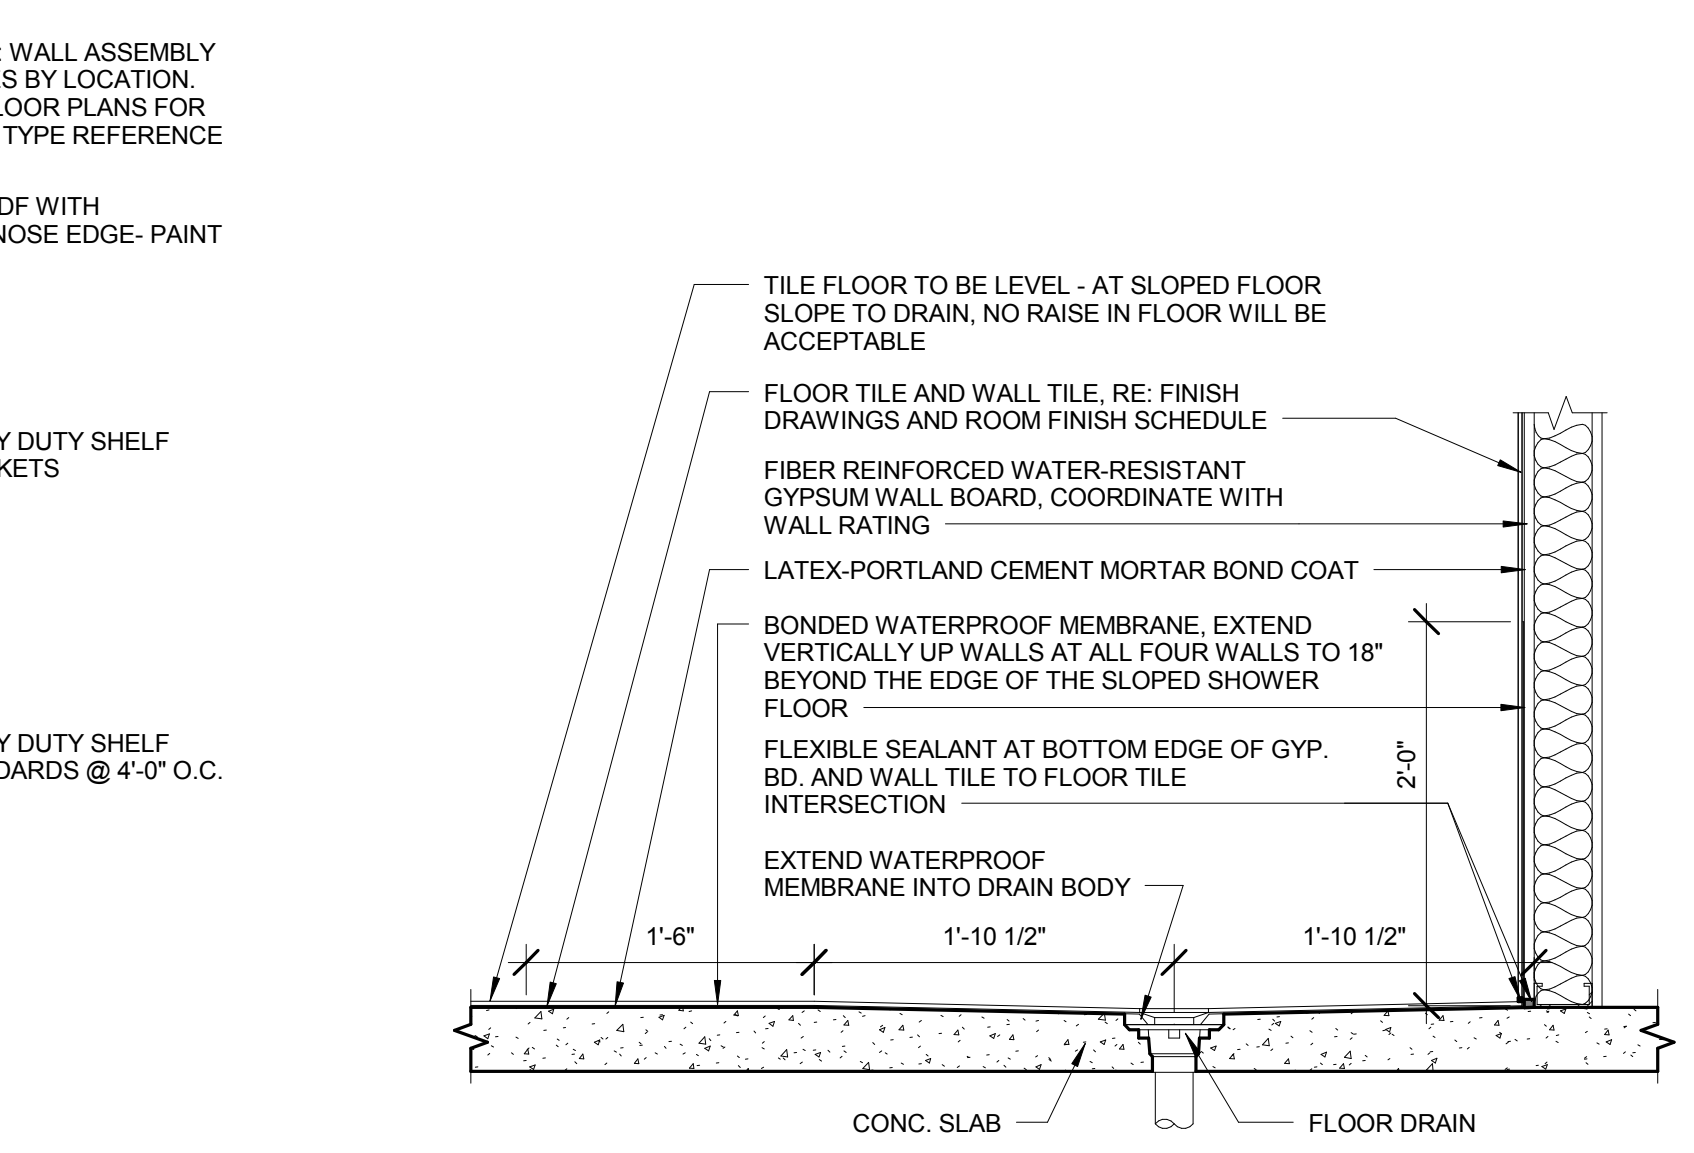 : WALL ASSEMBLY
BY LOCATION.
PLANS FOR
TYPE REFERENCE
WITH
EDGE- PAINT
DUTY SHELF
DUTY SHELF
@ 4'-0" O.C.
TILE FLOOR TO BE LEVEL - AT SLOPED FLOOR
SLOPE TO DRAIN, NO RAISE IN FLOOR WILL BE
ACCEPTABLE
FLOOR TILE AND WALL TILE, RE: FINISH
DRAWINGS AND ROOM FINISH SCHEDULE
FIBER REINFORCED WATER-RESISTANT
GYPSUM WALL BOARD, COORDINATE WITH
WALL RATING
LATEX-PORTLAND CEMENT MORTAR BOND COAT
BONDED WATERPROOF MEMBRANE, EXTEND
VERTICALLY UP WALLS AT ALL FOUR WALLS TO 18"
BEYOND THE EDGE OF THE SLOPED SHOWER
FLOOR
FLEXIBLE SEALANT AT BOTTOM EDGE OF GYP.
BD. AND WALL TILE TO FLOOR TILE
INTERSECTION
2'-0"
EXTEND WATERPROOF
MEMBRANE INTO DRAIN BODY
1'-6"
1'-10 1/2"
1'-10 1/2"
CONC. SLAB
FLOOR DRAIN